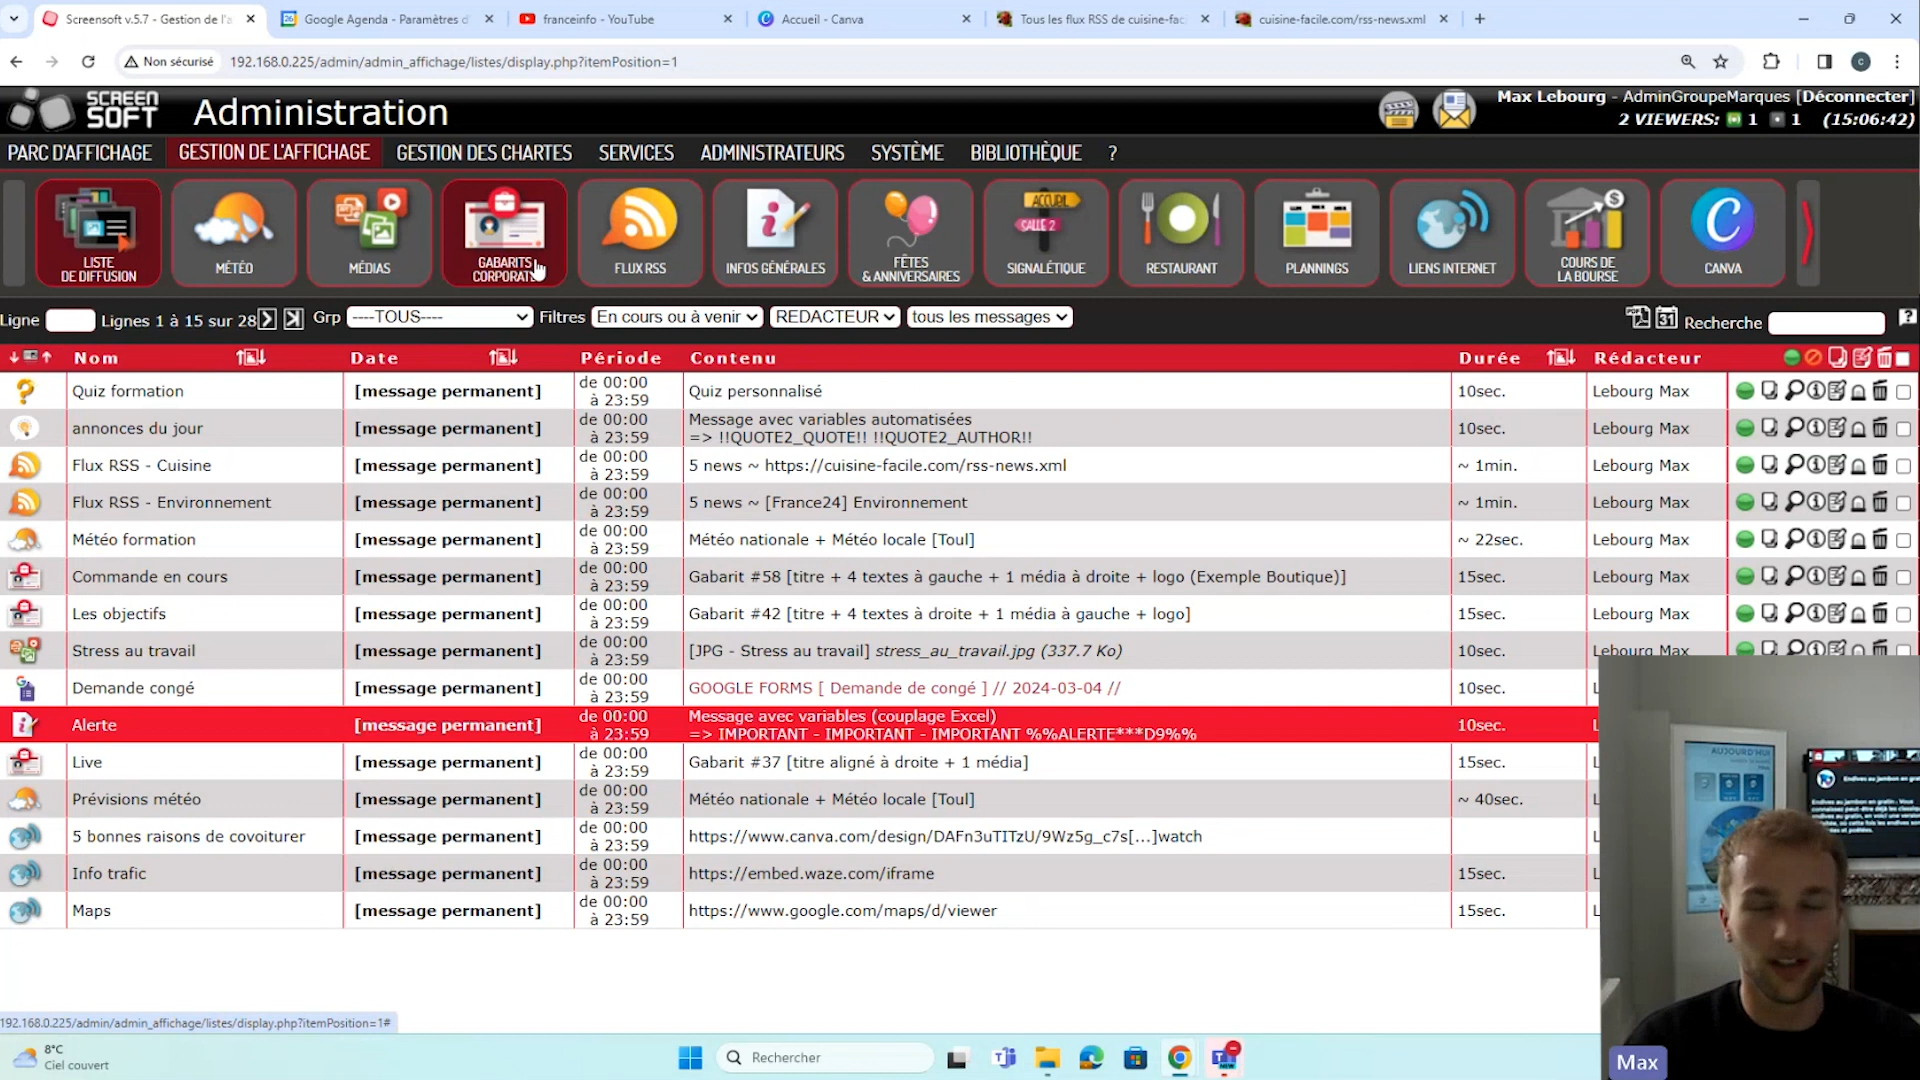 Screensoft v.5.7 - Gestion de l'a
Google Agenda - Paramètres d'
franceinfo - YouTube
Accueil - Canva
Tous les flux RSS de cuisine-fac
cuisine-facile.com/rss-news.xml
Non sécurisé
192.168.0.225/admin/admin_affichage/listes/display.php?itemPosition=1
SCREEN SOFT
Administration
Max Lebourg - AdminGroupeMarques [Déconnecter]
2 VIEWERS: 1 1 (15:06:42)
PARC D'AFFICHAGE GESTION DE L'AFFICHAGE GESTION DES CHARTES SERVICES ADMINISTRATEURS SYSTÈME BIBLIOTHÈQUE ?
LISTE DE DIFFUSION
MÉTÉO
MÉDIAS
GABARITS CORPORATE
FLUX RSS
INFOS GÉNÉRALES
FÊTES & ANNIVERSAIRES
ACCUEIL
SALLE 2
SIGNALÉTIQUE
RESTAURANT
PLANNINGS
LIENS INTERNET
COURS DE LA BOURSE
CANVA
Ligne Lignes 1 à 15 sur 28 Grp ----TOUS---- Filtres En cours ou à venir REDACTEUR tous les messages PDF 31 Recherche ?
Nom Date Période Contenu Durée Rédacteur
Quiz formation [message permanent] de 00:00 à 23:59 Quiz personnalisé 10sec. Lebourg Max
annonces du jour [message permanent] de 00:00 à 23:59 Message avec variables automatisées => !!QUOTE2_QUOTE!! !!QUOTE2_AUTHOR!! 10sec. Lebourg Max
Flux RSS - Cuisine [message permanent] de 00:00 à 23:59 5 news ~ https://cuisine-facile.com/rss-news.xml ~ 1min. Lebourg Max
Flux RSS - Environnement [message permanent] de 00:00 à 23:59 5 news ~ [France24] Environnement ~ 1min. Lebourg Max
Météo formation [message permanent] de 00:00 à 23:59 Météo nationale + Météo locale [Toul] ~ 22sec. Lebourg Max
Commande en cours [message permanent] de 00:00 à 23:59 Gabarit #58 [titre + 4 textes à gauche + 1 média à droite + logo (Exemple Boutique)] 15sec. Lebourg Max
Les objectifs [message permanent] de 00:00 à 23:59 Gabarit #42 [titre + 4 textes à droite + 1 média à gauche + logo] 15sec. Lebourg Max
Stress au travail [message permanent] de 00:00 à 23:59 [JPG - Stress au travail] stress_au_travail.jpg (337.7 Ko) 10sec. Lebourg Max
Demande congé [message permanent] de 00:00 à 23:59 GOOGLE FORMS [ Demande de congé ] // 2024-03-04 // 10sec. L
Alerte [message permanent] de 00:00 à 23:59 Message avec variables (couplage Excel) => IMPORTANT - IMPORTANT - IMPORTANT %%ALERTE***D9%% 10sec. L
Live [message permanent] de 00:00 à 23:59 Gabarit #37 [titre aligné à droite + 1 média] 15sec. L
Prévisions météo [message permanent] de 00:00 à 23:59 Météo nationale + Météo locale [Toul] ~ 40sec. L
5 bonnes raisons de covoiturer [message permanent] de 00:00 à 23:59 https://www.canva.com/design/DAFn3uTITzU/9Wz5g_c7s[...]watch L
Info trafic [message permanent] de 00:00 à 23:59 https://embed.waze.com/iframe 15sec. L
Maps [message permanent] de 00:00 à 23:59 https://www.google.com/maps/d/viewer 15sec. L
AUJOURD'HUI
Endives au jambon en gratin
192.168.0.225/admin/admin_affichage/listes/display.php?itemPosition=1#
8°C
Ciel couvert
Rechercher
NEW
Max